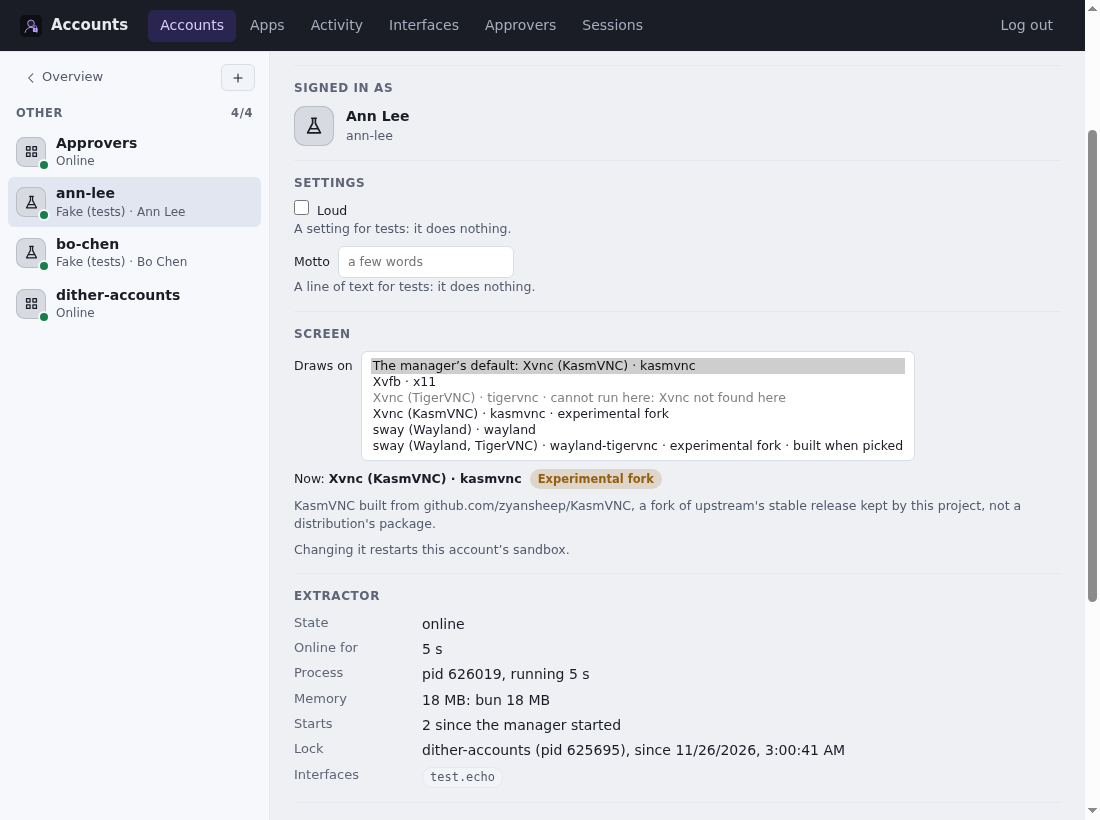 Accounts
Accounts
Apps
Activity
Interfaces
Approvers
Sessions
Log out
Overview
+
OTHER
4/4
Approvers
Online
ann-lee
Fake (tests) · Ann Lee
bo-chen
Fake (tests) · Bo Chen
dither-accounts
Online
SIGNED IN AS
Ann Lee
ann-lee
SETTINGS
Loud
A setting for tests: it does nothing.
Motto
a few words
A line of text for tests: it does nothing.
SCREEN
Draws on
The manager’s default: Xvnc (KasmVNC) · kasmvnc
Xvfb · x11
Xvnc (TigerVNC) · tigervnc · cannot run here: Xvnc not found here
Xvnc (KasmVNC) · kasmvnc · experimental fork
sway (Wayland) · wayland
sway (Wayland, TigerVNC) · wayland-tigervnc · experimental fork · built when picked
Now: Xvnc (KasmVNC) · kasmvnc
Experimental fork
KasmVNC built from github.com/zyansheep/KasmVNC, a fork of upstream's stable release kept by this project, not a
distribution's package.
Changing it restarts this account’s sandbox.
EXTRACTOR
State
online
Online for
5 s
Process
pid 626019, running 5 s
Memory
18 MB: bun 18 MB
Starts
2 since the manager started
Lock
dither-accounts (pid 625695), since 11/26/2026, 3:00:41 AM
Interfaces
test.echo